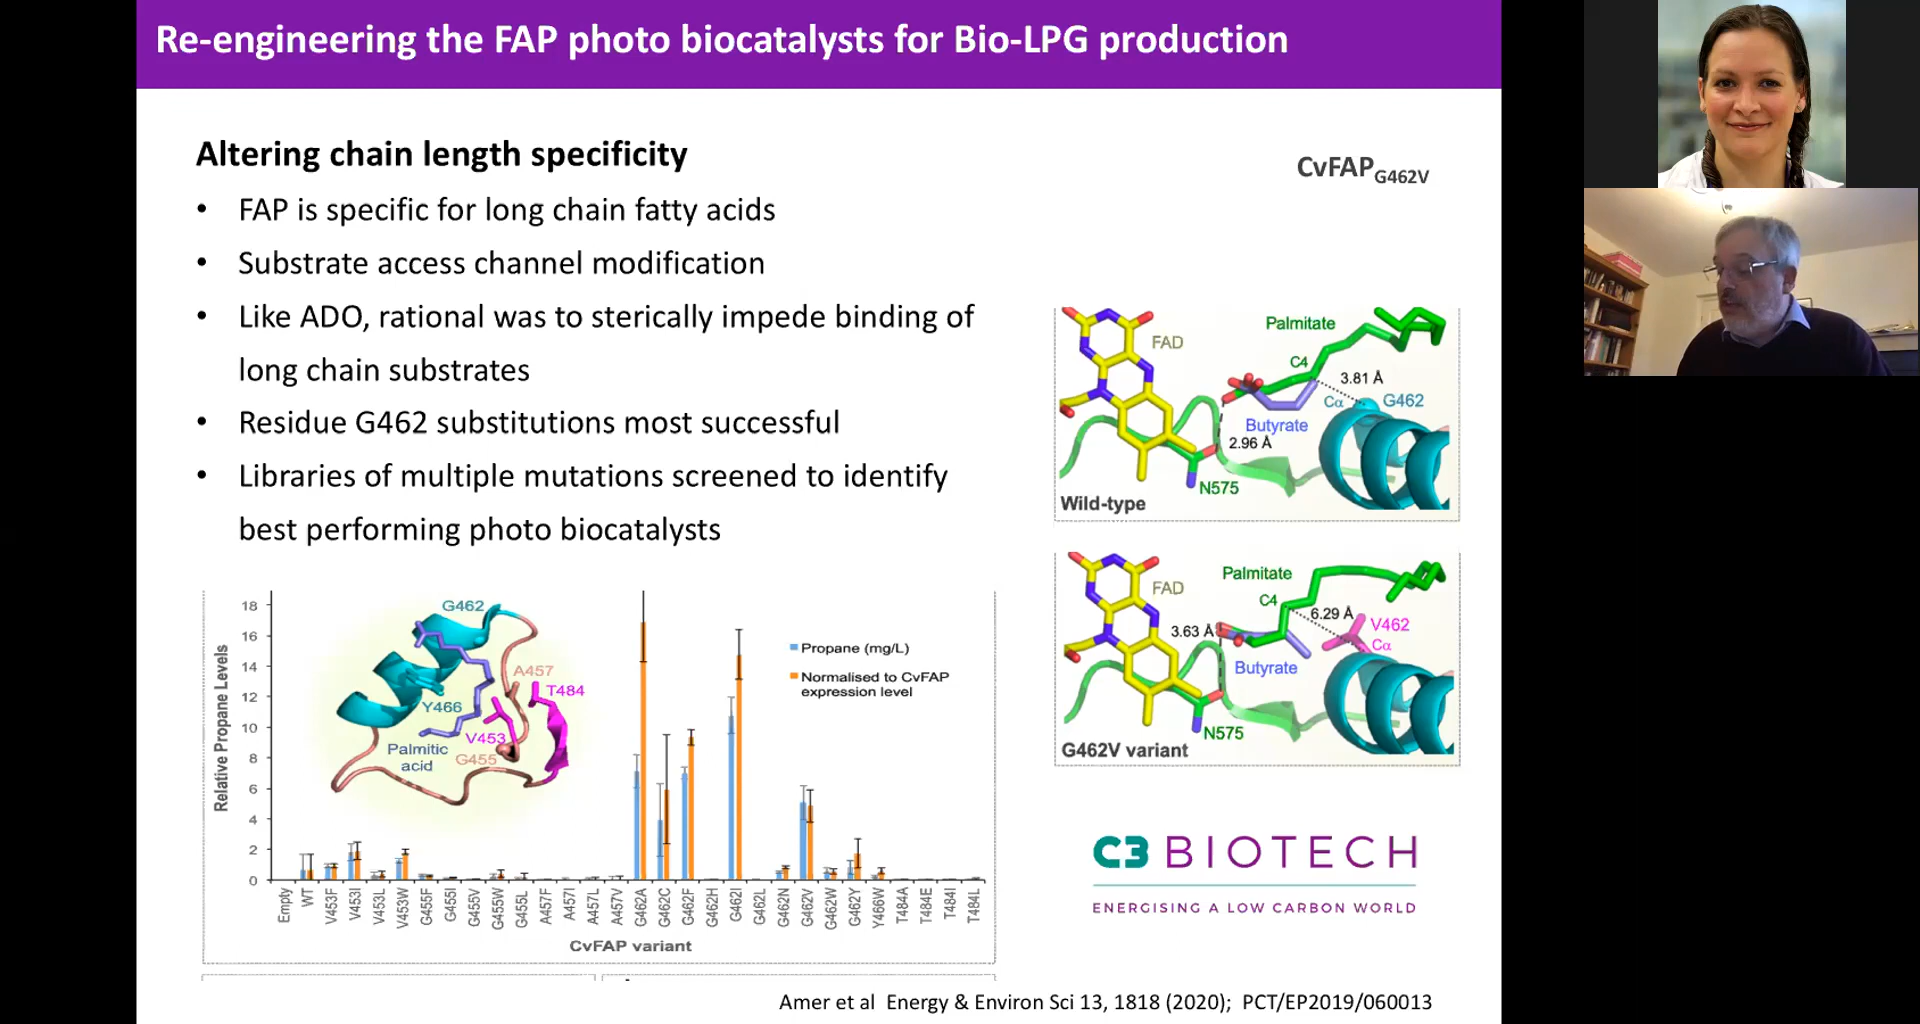 Re-engineering the FAP photo biocatalysts for Bio-LPG production
Altering chain length specificity
CvFAP G462V
• FAP is specific for long chain fatty acids
• Substrate access channel modification
• Like ADO, rational was to sterically impede binding of
long chain substrates
• Residue G462 substitutions most successful
• Libraries of multiple mutations screened to identify
best performing photo biocatalysts
FAD
Palmitate
C4
3.81 Å
Cα
G462
Butyrate
2.96 Å
N575
Wild-type
FAD
Palmitate
C4
6.29 Å
3.63 Å
V462
Cα
Butyrate
N575
G462V variant
Relative Propane Levels
18
16
14
12
10
8
6
4
2
0
G462
A457
T484
Y466
V453
Palmitic
acid
G455
Propane (mg/L)
Normalised to CvFAP
expression level
Empty
WT
V453F
V453I
V453L
V453W
G455F
G455I
G455V
G455W
G455L
A457F
A457I
A457L
A457V
G462A
G462C
G462F
G462H
G462I
G462L
G462N
G462V
G462W
G462Y
Y466W
T484A
T484E
T484I
T484L
CvFAP variant
C3 BIOTECH
ENERGISING A LOW CARBON WORLD
Amer et al Energy & Environ Sci 13, 1818 (2020); PCT/EP2019/060013